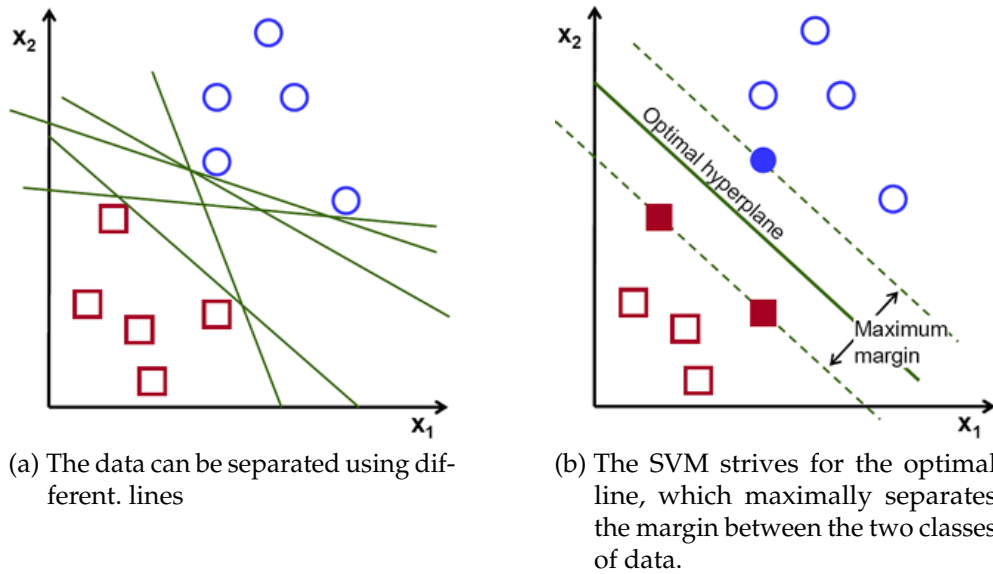 x₂
x₁
(a) The data can be separated using dif-
ferent. lines
x₂
Optimal hyperplane
Maximum
margin
x₁
(b) The SVM strives for the optimal
line, which maximally separates
the margin between the two classes
of data.